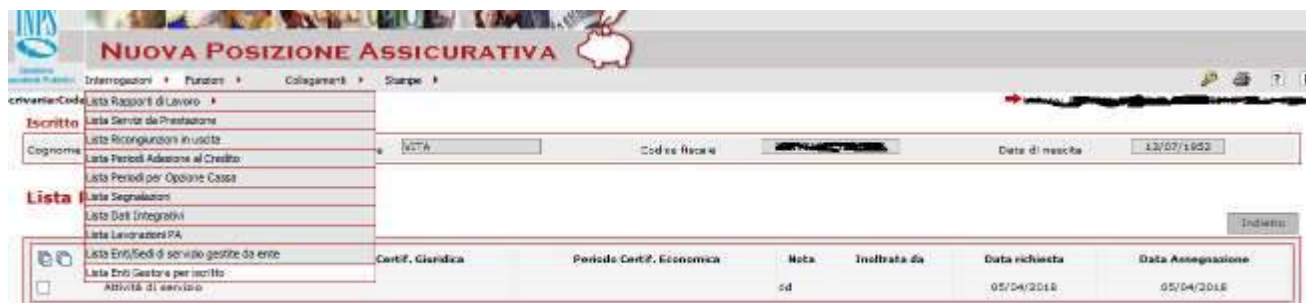 INPS
NUOVA POSIZIONE ASSICURATIVA
Interrogazioni Funzioni Collegamenti Stampe
Lista Rapporti di Lavoro
Iscritto Lista Servizi da Prestazione
Lista Ricongiunzioni in uscita
Cognome VITA Codice fiscale Data di nascita 13/07/1953
Lista Periodi Adesione al Credito
Lista Periodi per Opzione Cassa
Lista Lista Segnalazioni
Lista Dati Integrativi
Lista Lavorazioni PA Indietro
Lista Enti/Sedi di servizio gestite da ente
Certif. Giuridica Periodo Certif. Economica Nota Inoltrata da Data richiesta Data Assegnazione
Lista Enti Gestore per iscritto
Attività di servizio od 05/04/2018 05/04/2018